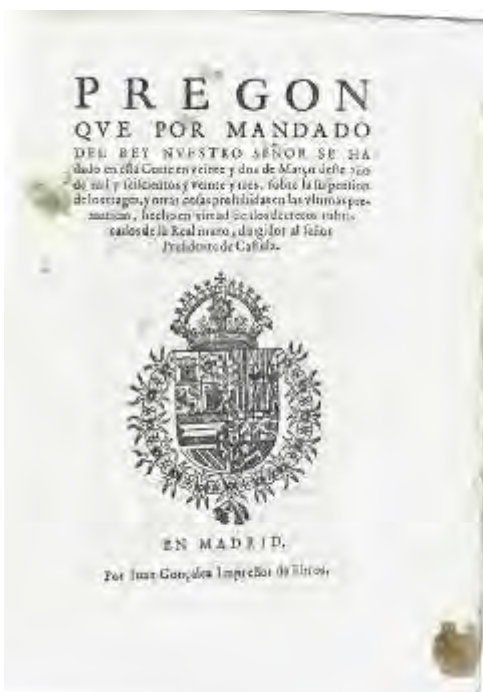 PREGON
QVE POR MANDADO
DEL REY NVESTRO SEÑOR SE HA
dado en esta Corte en veinte y dos de Março deste año
de mil y seiscientos y veinte y tres, sobre la suspension
de los trages, y otras cosas prohibidas en las vltimas pre-
maticas, hecho en virtud de dos decretos rubri-
cados de la Real mano, dirigidos al señor
Presidente de Castilla.
EN MADRID,
Por Iuan Gonçalez Impressor de libros.